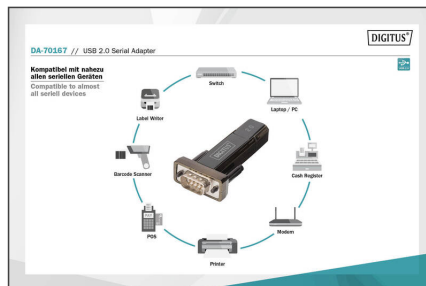 DIGITUS®
DA-70167 // USB 2.0 Serial Adapter
Kompatibel mit nahezu
allen seriellen Geräten
Compatible to almost
all seriell devices
Switch
Label Writer
Laptop / PC
Barcode Scanner
Cash Register
POS
Modem
Printer